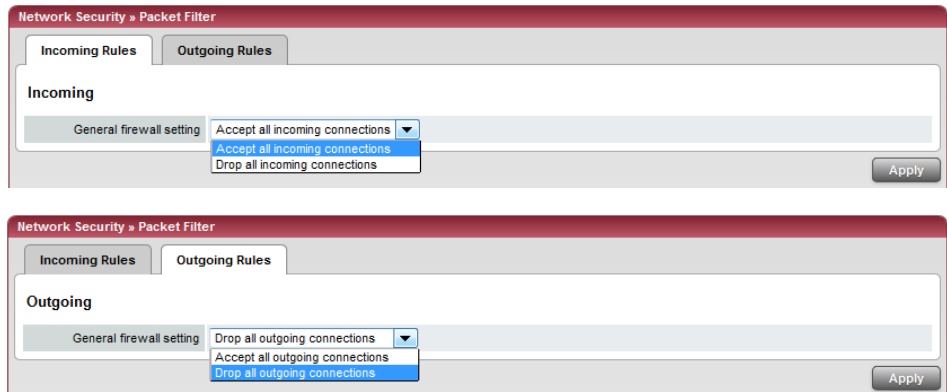 Network Security » Packet Filter
Incoming Rules Outgoing Rules
Incoming
General firewall setting Accept all incoming connections
Accept all incoming connections
Drop all incoming connections
Apply
Network Security » Packet Filter
Incoming Rules Outgoing Rules
Outgoing
General firewall setting Drop all outgoing connections
Accept all outgoing connections
Drop all outgoing connections
Apply